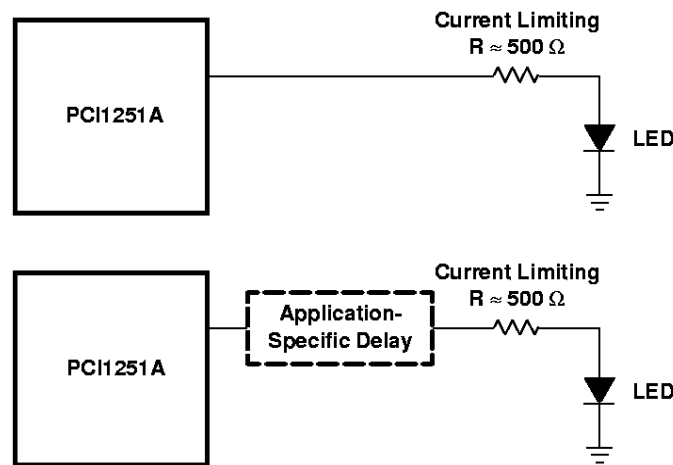 Current Limiting
R ≈ 500 Ω
PCI1251A
LED
Current Limiting
R ≈ 500 Ω
Application-
Specific Delay
PCI1251A
LED